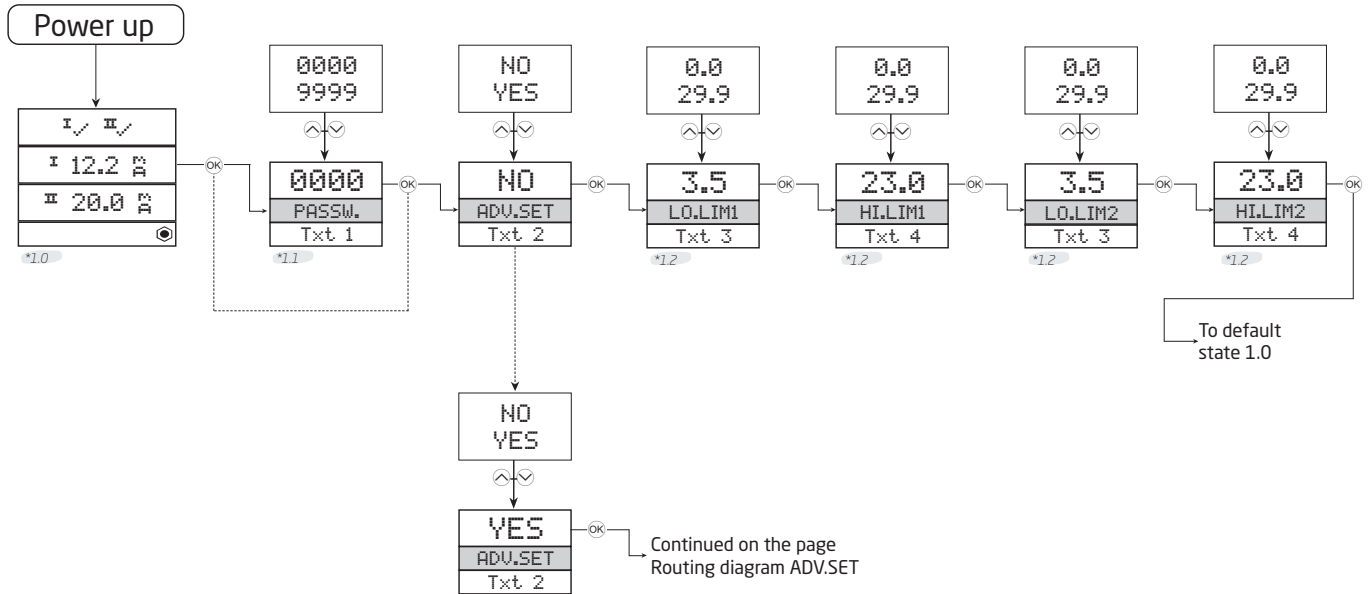 Power up
I✓ II✓
I 12.2 mA
II 20.0 mA
*1.0
OK
0000
9999
0000
PASSW.
Txt 1
*1.1
OK
NO
YES
NO
ADV.SET
Txt 2
OK
0.0
29.9
3.5
LO.LIM1
Txt 3
*1.2
OK
0.0
29.9
23.0
HI.LIM1
Txt 4
*1.2
OK
0.0
29.9
3.5
LO.LIM2
Txt 3
*1.2
OK
0.0
29.9
23.0
HI.LIM2
Txt 4
*1.2
OK
To default
state 1.0
NO
YES
YES
ADV.SET
Txt 2
OK
Continued on the page
Routing diagram ADV.SET